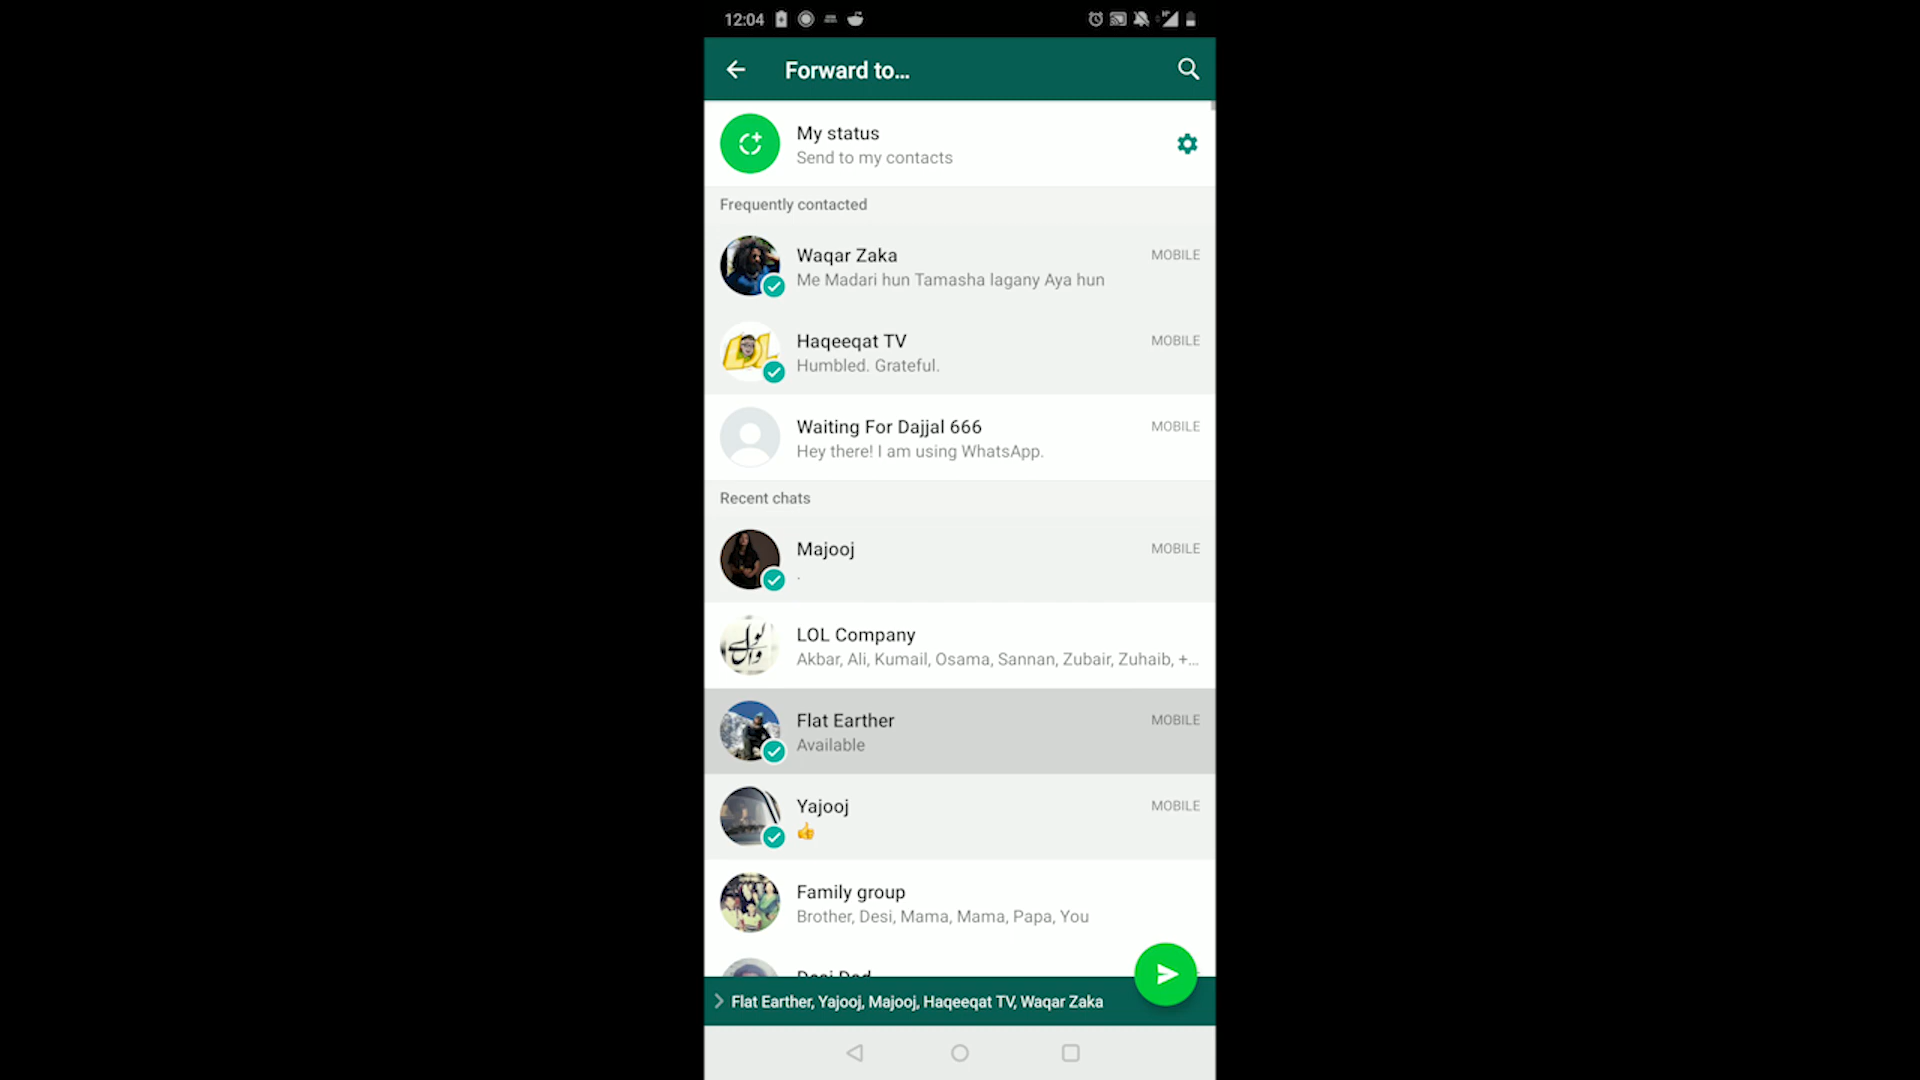 12:04
Forward to...
My status
Send to my contacts
Frequently contacted
Waqar Zaka
MOBILE
Me Madari hun Tamasha lagany Aya hun
Haqeeqat TV
MOBILE
Humbled. Grateful.
Waiting For Dajjal 666
MOBILE
Hey there! I am using WhatsApp.
Recent chats
Majooj
MOBILE
.
LOL Company
Akbar, Ali, Kumail, Osama, Sannan, Zubair, Zuhaib, +...
Flat Earther
MOBILE
Available
Yajooj
MOBILE
👍
Family group
Brother, Desi, Mama, Mama, Papa, You
Desi Dad
Flat Earther, Yajooj, Majooj, Haqeeqat TV, Waqar Zaka